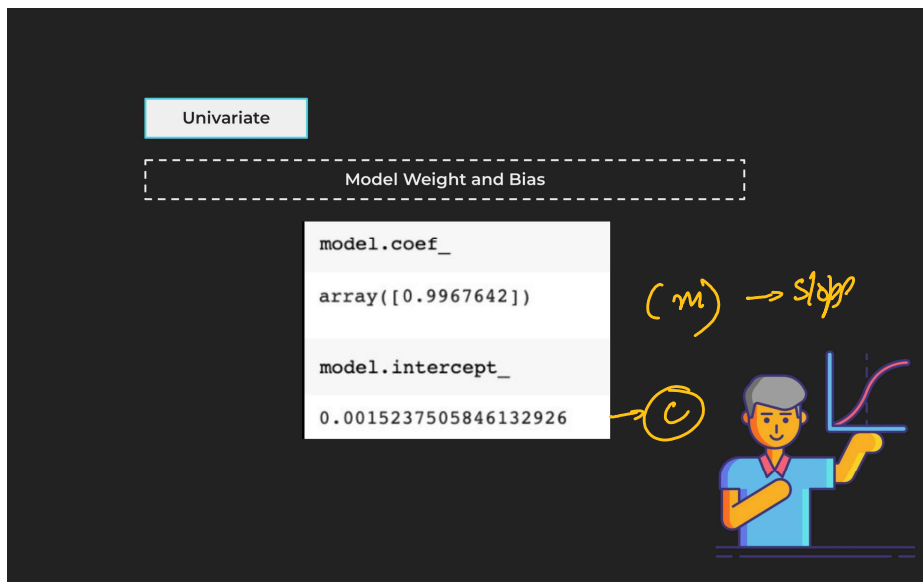 Univariate
Model Weight and Bias
model.coef_
array([0.9967642])
(m) → slope
model.intercept_
0.0015237505846132926 → C